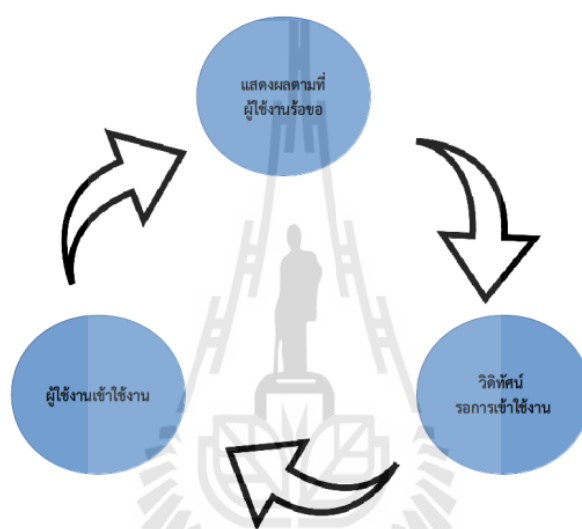 แสดงผลตามที่
ผู้ใช้งานร้อขอ
ผู้ใช้งานเข้าใช้งาน
วิดิทัศน์
รอการเข้าใช้งาน